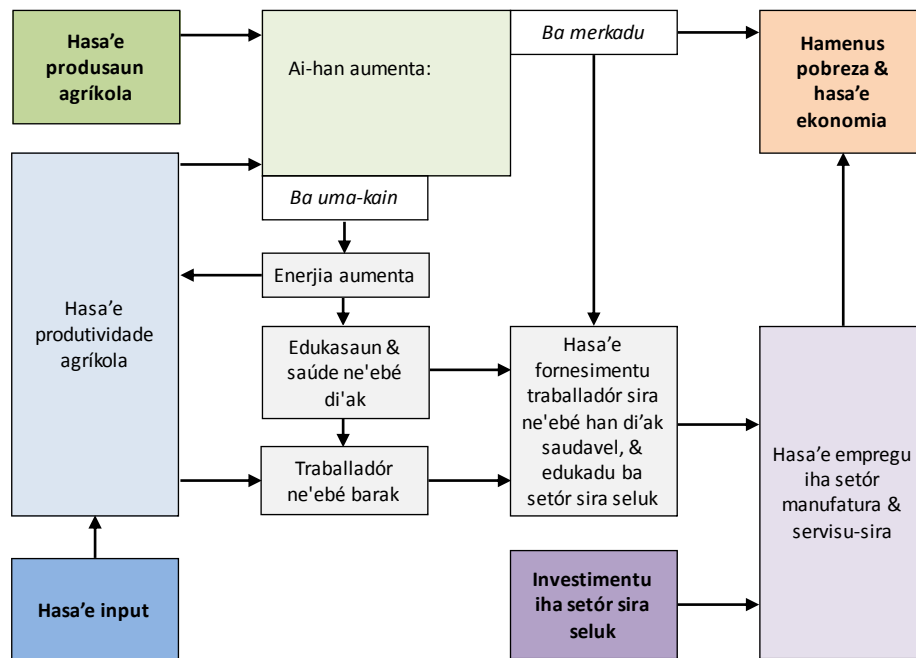 Hasa’e
produsaun
agríkola
Ai-han aumenta:
Ba merkadu
Hamenus
pobreza &
hasa’e
ekonomia
Ba uma-kain
Enerjia aumenta
Hasa’e
produtividade
agríkola
Edukasaun &
saúde ne'ebé
di'ak
Hasa’e
fornesimentu
traballadór sira
ne'ebé han di’ak
saudavel, &
edukadu ba
setór sira seluk
Traballadór
ne'ebé barak
Hasa’e empregu
iha setór
manufatura &
servisu-sira
Hasa’e input
Investimentu
iha setór sira
seluk